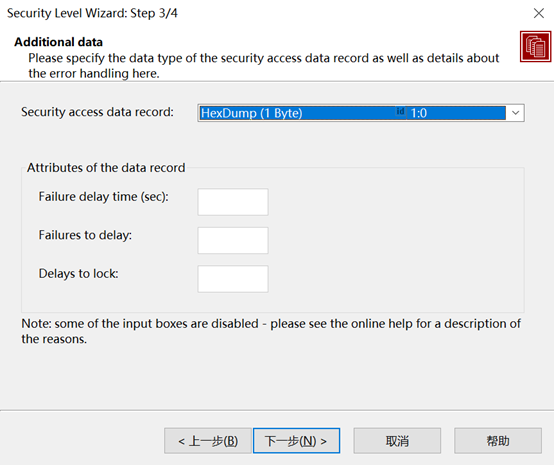 Security Wizard: Step 3/4
Additional data
Please specify the data type of the security access data record as well as details about
the error handling here.
Security access data record:
HexDump (1 Byte) id 1:0
Attributes of the data record
Failure delay time (sec):
Failures to delay:
Delays to lock:
Note: some of the input boxes are disabled - please see the online help for a description of
the reasons.
< 上一步(B) 下一步(N) > 取消 帮助